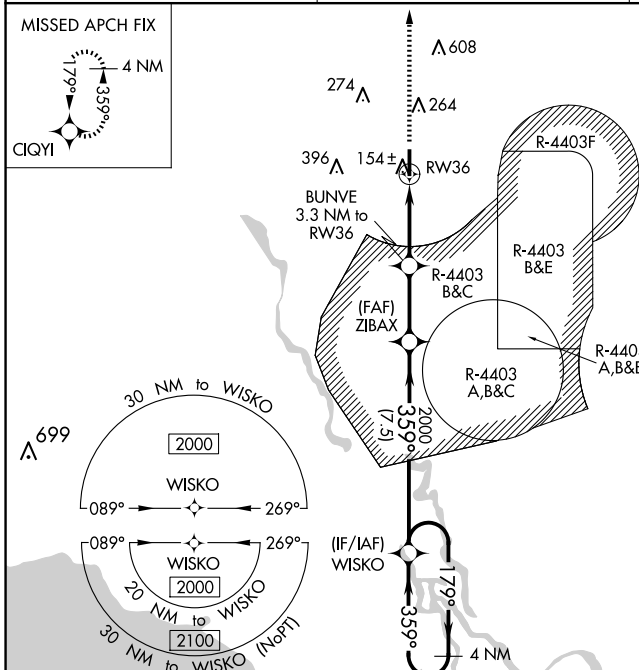 MISSED APCH FIX
4 NM
179°
359°
CIQYI
608
274
264
396
154±
RW36
R-4403F
BUNVE
3.3 NM to
RW36
R-4403
B&C
R-4403
B&E
(FAF)
ZIBAX
R-4403
A,B&C
A,B&E
2000
359°
(7.5)
699
30 NM to WISKO
2000
WISKO
089°
269°
089°
269°
WISKO
2000
20 NM to WISKO
2100
30 NM to WISKO (NoPT)
(IF/IAF)
WISKO
179°
359°
4 NM